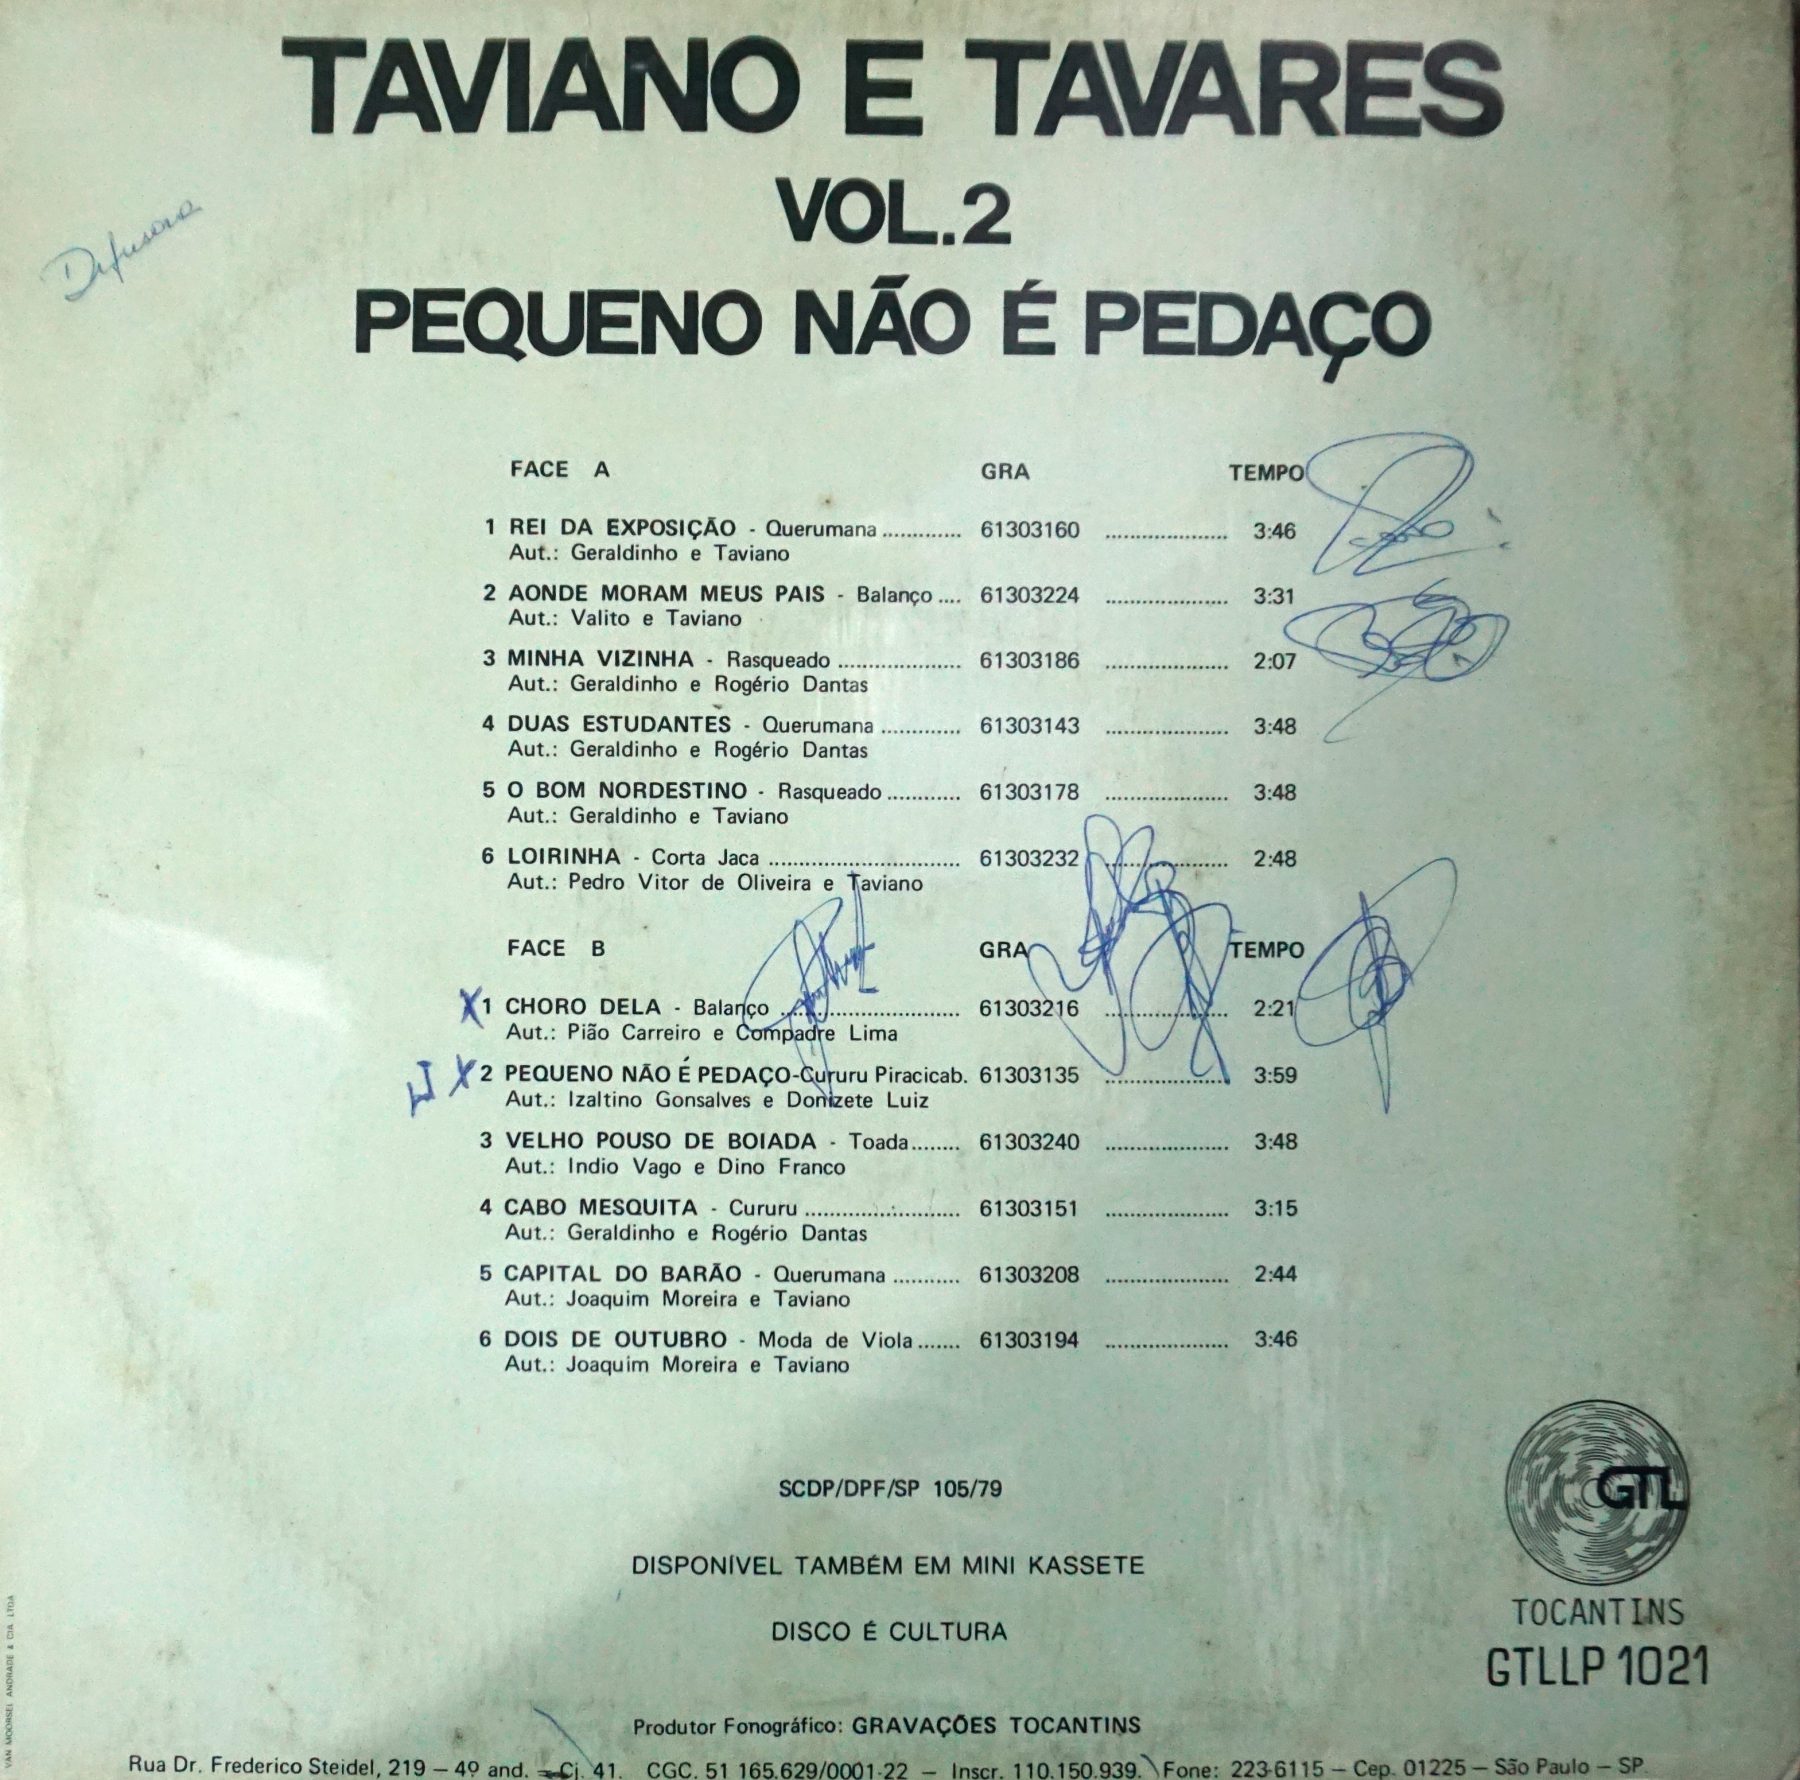 TAVIANO E TAVARES
VOL.2
Difusora
PEQUENO NÃO É PEDAÇO
FACE A GRA TEMPO
1 REI DA EXPOSIÇÃO - Querumana ............. 61303160 ..................... 3:46
Aut.: Geraldinho e Taviano
2 AONDE MORAM MEUS PAIS - Balanço .... 61303224 ..................... 3:31
Aut.: Valito e Taviano
3 MINHA VIZINHA - Rasqueado ..................... 61303186 ..................... 2:07
Aut.: Geraldinho e Rogério Dantas
4 DUAS ESTUDANTES - Querumana ............. 61303143 ..................... 3:48
Aut.: Geraldinho e Rogério Dantas
5 O BOM NORDESTINO - Rasqueado ............ 61303178 ..................... 3:48
Aut.: Geraldinho e Taviano
6 LOIRINHA - Corta Jaca ................................ 61303232 ..................... 2:48
Aut.: Pedro Vitor de Oliveira e Taviano
FACE B GRA TEMPO
X 1 CHORO DELA - Balanço .............................. 61303216 ..................... 2:21
Aut.: Pião Carreiro e Compadre Lima
X 2 PEQUENO NÃO É PEDAÇO-Cururu Piracicab. 61303135 ..................... 3:59
Aut.: Izaltino Gonsalves e Donizete Luiz
3 VELHO POUSO DE BOIADA - Toada........ 61303240 ..................... 3:48
Aut.: Indio Vago e Dino Franco
4 CABO MESQUITA - Cururu .......................... 61303151 ..................... 3:15
Aut.: Geraldinho e Rogério Dantas
5 CAPITAL DO BARÃO - Querumana ........... 61303208 ..................... 2:44
Aut.: Joaquim Moreira e Taviano
6 DOIS DE OUTUBRO - Moda de Viola ....... 61303194 ..................... 3:46
Aut.: Joaquim Moreira e Taviano
SCDP/DPF/SP 105/79
DISPONÍVEL TAMBÉM EM MINI KASSETE
DISCO É CULTURA
GTL
TOCANTINS
GTLLP 1021
Produtor Fonográfico: GRAVAÇÕES TOCANTINS
Rua Dr. Frederico Steidel, 219 – 4º and. – Cj. 41. CGC. 51 165.629/0001-22 – Inscr. 110.150.939. Fone: 223-6115 – Cep. 01225 – São Paulo – SP.
VAN MOORSEL ANDRADE & CIA LTDA